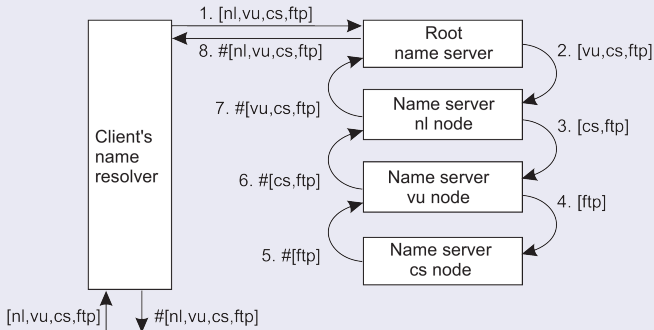 1. [nl,vu,cs,ftp]
Root
name server
8. #[nl,vu,cs,ftp]
2. [vu,cs,ftp]
7. #[vu,cs,ftp]
Name server
nl node
3. [cs,ftp]
Client's
name
resolver
6. #[cs,ftp]
Name server
vu node
4. [ftp]
5. #[ftp]
Name server
cs node
[nl,vu,cs,ftp]
#[nl,vu,cs,ftp]